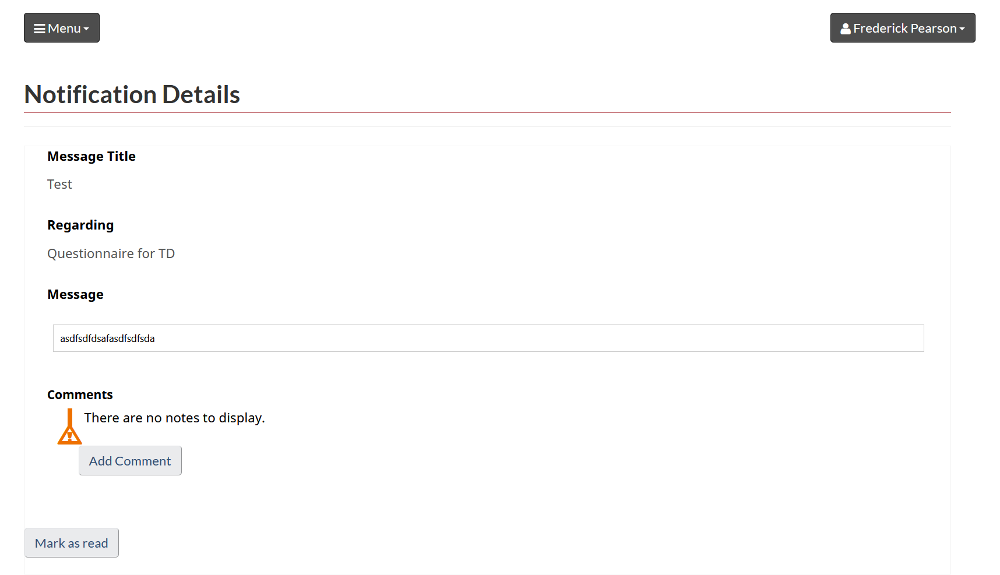 Menu
Frederick Pearson
Notification Details
Message Title
Test
Regarding
Questionnaire for TD
Message
asdfsdfdsafasdfsdfsda
Comments
There are no notes to display.
Add Comment
Mark as read